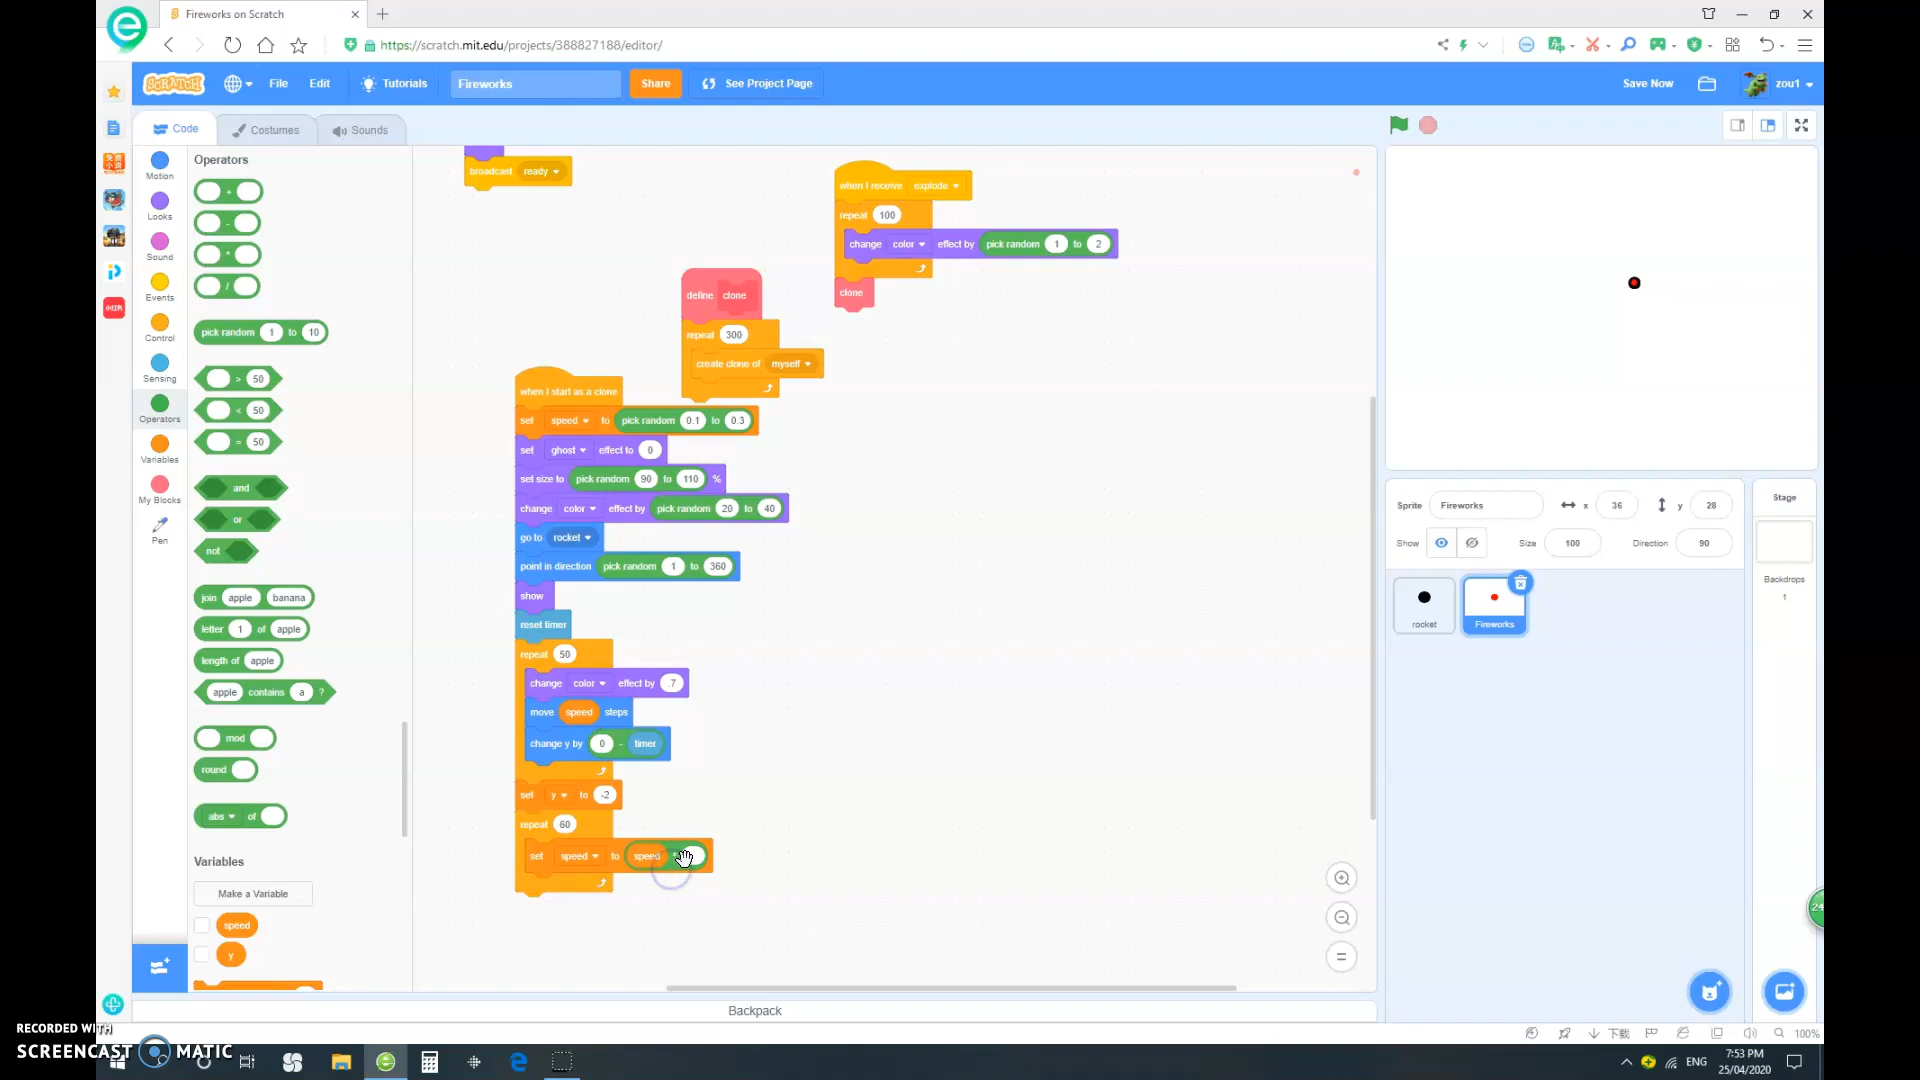 Fireworks on Scratch
https://scratch.mit.edu/projects/388827188/editor/
SCRATCH
File
Edit
Tutorials
Fireworks
Share
See Project Page
Save Now
zou1
Code
Costumes
Sounds
Motion
Looks
Sound
Events
Control
Sensing
Operators
Variables
My Blocks
Pen
Operators
+
-
*
/
pick random 1 to 10
> 50
< 50
= 50
and
or
not
join apple banana
letter 1 of apple
length of apple
apple contains a ?
mod
round
abs of
Variables
Make a Variable
speed
y
broadcast ready
when I receive explode
repeat 100
change color effect by pick random 1 to 2
clone
define clone
repeat 300
create clone of myself
when I start as a clone
set speed to pick random 0.1 to 0.3
set ghost effect to 0
set size to pick random 90 to 110 %
change color effect by pick random 20 to 40
go to rocket
point in direction pick random 1 to 360
show
reset timer
repeat 50
change color effect by .7
move speed steps
change y by 0 - timer
set y to -2
repeat 60
set speed to speed
Sprite Fireworks x 36 y 28
Show Size 100 Direction 90
rocket
Fireworks
Stage
Backdrops
1
Backpack
24
下载
100%
RECORDED WITH
SCREENCAST MATIC
ENG
7:53 PM
25/04/2020